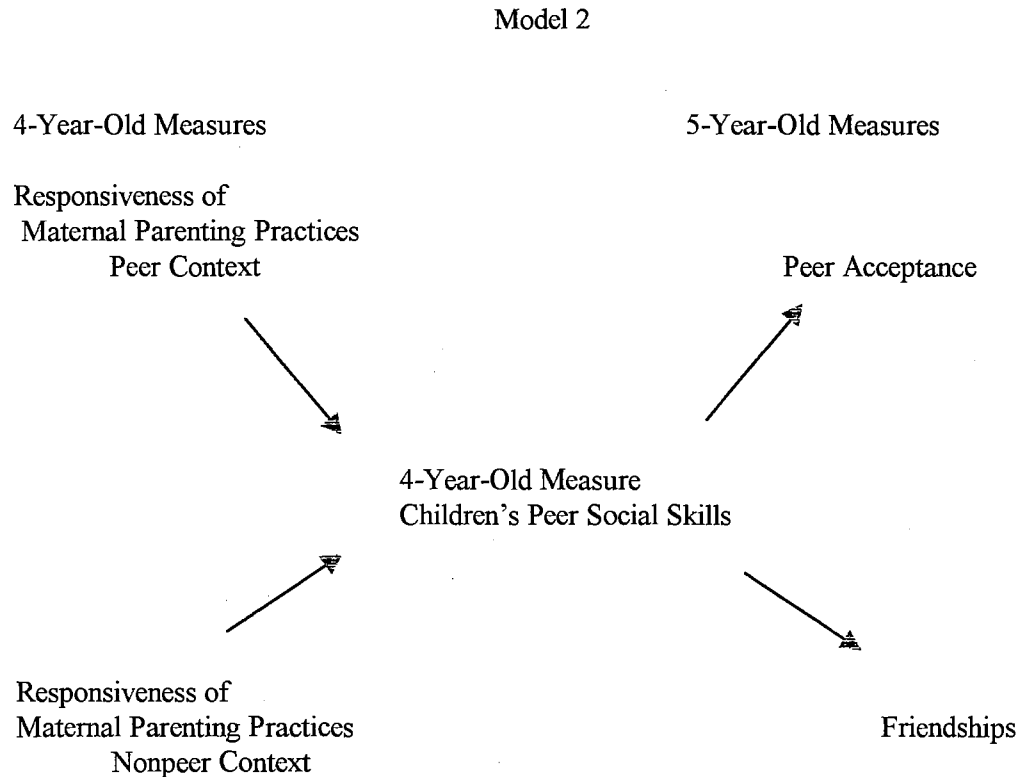 Model 2
4-Year-Old Measures
5-Year-Old Measures
Responsiveness of
Maternal Parenting Practices
Peer Context
Peer Acceptance
4-Year-Old Measure
Children's Peer Social Skills
Responsiveness of
Maternal Parenting Practices
Nonpeer Context
Friendships